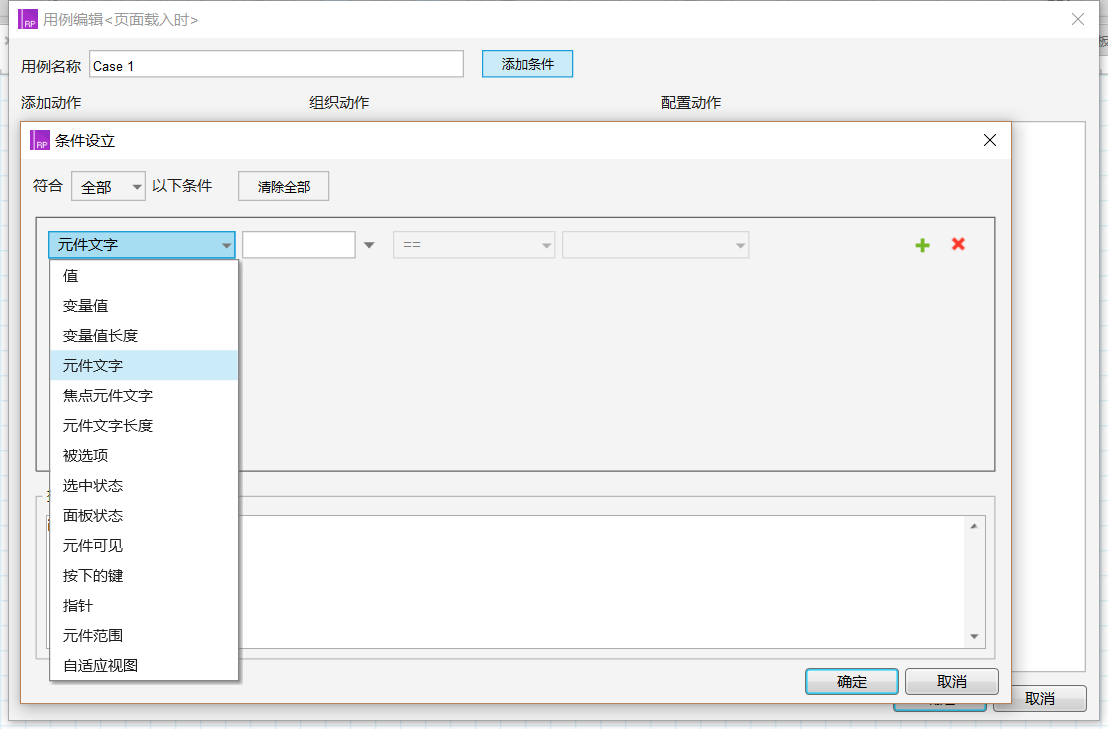 RP 用例编辑<页面载入时>
用例名称 Case 1 添加条件
添加动作 组织动作 配置动作
RP 条件设立
符合 全部 以下条件 清除全部
元件文字 ==
值
变量值
变量值长度
元件文字
焦点元件文字
元件文字长度
被选项
选中状态
面板状态
元件可见
按下的键
指针
元件范围
自适应视图
确定 取消
取消